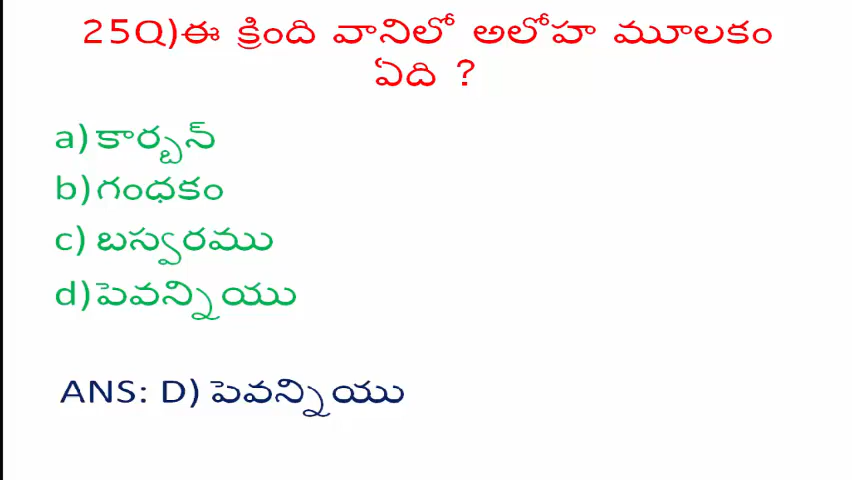 25Q)ఈ క్రింది వానిలో అలోహ మూలకం
ఏది ?
a)కార్బన్
b)గంధకం
c) బస్వరము
d)పెవన్నియు
ANS: D) పెవన్నియు